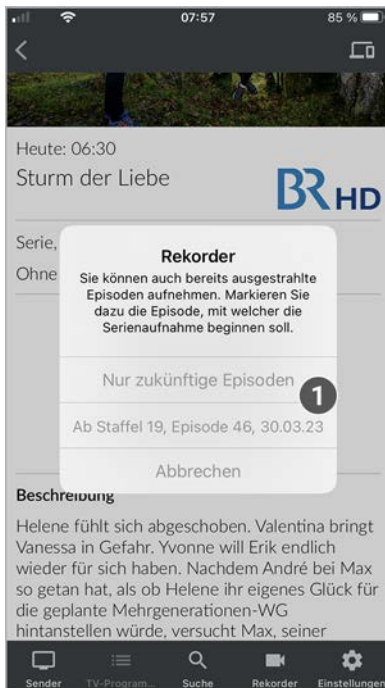 07:57
85 %
Heute: 06:30
Sturm der Liebe
BR HD
Serie,
Ohne
Rekorder
Sie können auch bereits ausgestrahlte
Episoden aufnehmen. Markieren Sie
dazu die Episode, mit welcher die
Serienaufnahme beginnen soll.
Nur zukünftige Episoden
1
Ab Staffel 19, Episode 46, 30.03.23
Abbrechen
Beschreibung
Helene fühlt sich abgeschoben. Valentina bringt
Vanessa in Gefahr. Yvonne will Erik endlich
wieder für sich haben. Nachdem André bei Max
so getan hat, als ob Helene ihr eigenes Glück für
die geplante Mehrgenerationen-WG
hintanstellen würde, versucht Max, seiner
Sender TV-Program... Suche Rekorder Einstellungen